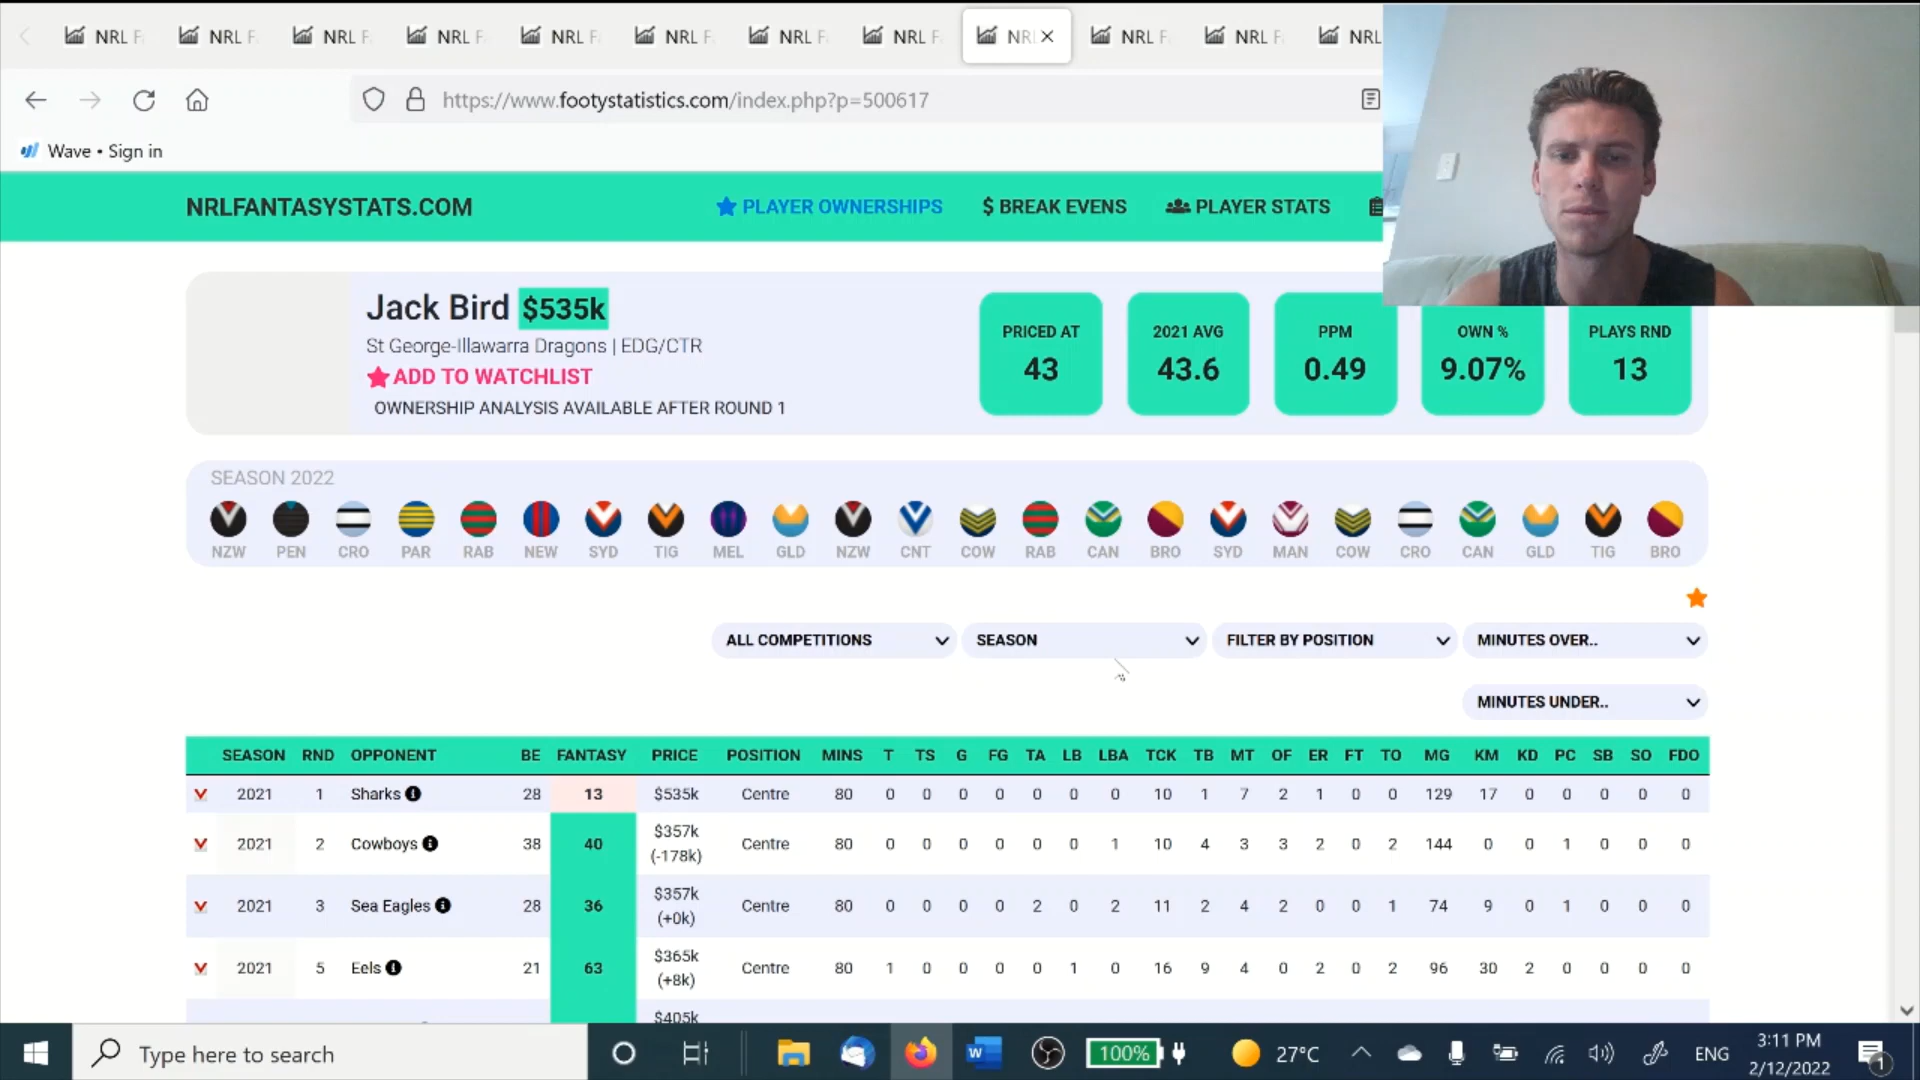 NRL F NRL F NRL F NRL F NRL F NRL F NRL F NRL F NRL NRL F NRL F NRL
https://www.footystatistics.com/index.php?p=500617
Wave • Sign in
NRLFANTASYSTATS.COM PLAYER OWNERSHIPS $ BREAK EVENS PLAYER STATS
Jack Bird $535k
St George-Illawarra Dragons | EDG/CTR
ADD TO WATCHLIST
OWNERSHIP ANALYSIS AVAILABLE AFTER ROUND 1
PRICED AT 2021 AVG PPM OWN % PLAYS RND
43 43.6 0.49 9.07% 13
SEASON 2022
NZW PEN CRO PAR RAB NEW SYD TIG MEL GLD NZW CNT COW RAB CAN BRO SYD MAN COW CRO CAN GLD TIG BRO
ALL COMPETITIONS SEASON FILTER BY POSITION MINUTES OVER..
MINUTES UNDER..
SEASON RND OPPONENT BE FANTASY PRICE POSITION MINS T TS G FG TA LB LBA TCK TB MT OF ER FT TO MG KM KD PC SB SO FDO
2021 1 Sharks 28 13 $535k Centre 80 0 0 0 0 0 0 0 10 1 7 2 1 0 0 129 17 0 0 0 0 0
2021 2 Cowboys 38 40 $357k (-178k) Centre 80 0 0 0 0 0 0 1 10 4 3 3 2 0 2 144 0 0 1 0 0 0
2021 3 Sea Eagles 28 36 $357k (+0k) Centre 80 0 0 0 0 2 0 2 11 2 4 2 0 0 1 74 9 0 1 0 0 0
2021 5 Eels 21 63 $365k (+8k) Centre 80 1 0 0 0 0 1 0 16 9 4 0 2 0 2 96 30 2 0 0 0 0
$405k
Type here to search 100% 27°C ENG 3:11 PM
2/12/2022 1